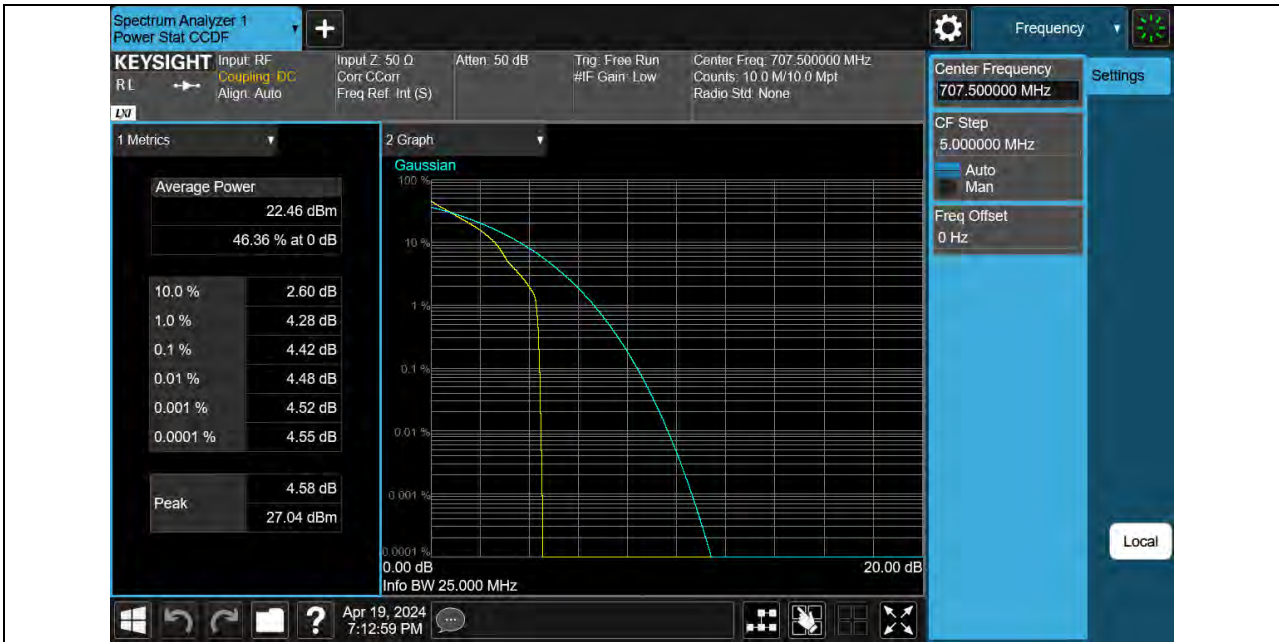 Spectrum Analyzer 1
Power Stat CCDF
Frequency
KEYSIGHT
RL
LXI
Input: RF
Coupling: DC
Align: Auto
Input Z: 50 Ω
Corr CCorr
Freq Ref: Int (S)
Atten: 50 dB
Trig: Free Run
#IF Gain: Low
Center Freq: 707.500000 MHz
Counts: 10.0 M/10.0 Mpt
Radio Std: None
Center Frequency
707.500000 MHz
Settings
CF Step
5.000000 MHz
Auto
Man
Freq Offset
0 Hz
1 Metrics
Average Power
22.46 dBm
46.36 % at 0 dB
10.0 % 2.60 dB
1.0 % 4.28 dB
0.1 % 4.42 dB
0.01 % 4.48 dB
0.001 % 4.52 dB
0.0001 % 4.55 dB
Peak
4.58 dB
27.04 dBm
2 Graph
Gaussian
100 %
10 %
1 %
0.1 %
0.01 %
0.001 %
0.0001 %
0.00 dB 20.00 dB
Info BW 25.000 MHz
Local
?
Apr 19, 2024
7:12:59 PM